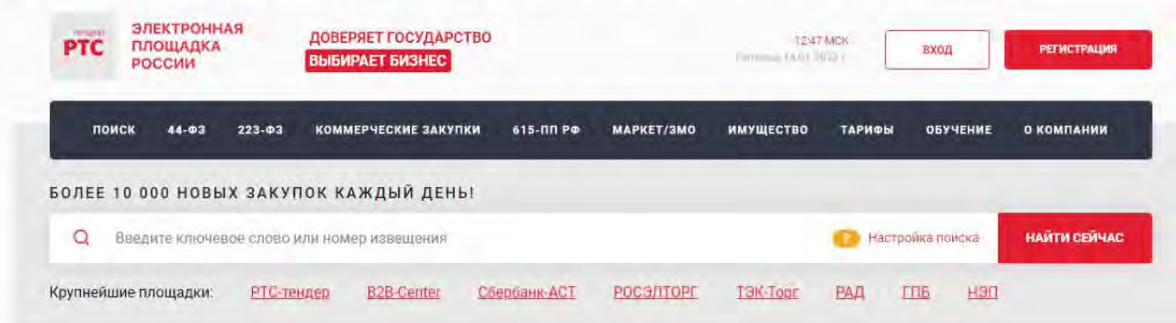 РТС
ЭЛЕКТРОННАЯ
ПЛОЩАДКА
РОССИИ
ДОВЕРЯЕТ ГОСУДАРСТВО
ВЫБИРАЕТ БИЗНЕС
12:47 МСК
ВХОД
РЕГИСТРАЦИЯ
ПОИСК 44-ФЗ 223-ФЗ КОММЕРЧЕСКИЕ ЗАКУПКИ 615-ПП РФ МАРКЕТ/ЗМО ИМУЩЕСТВО ТАРИФЫ ОБУЧЕНИЕ О КОМПАНИИ
БОЛЕЕ 10 000 НОВЫХ ЗАКУПОК КАЖДЫЙ ДЕНЬ!
Введите ключевое слово или номер извещения
Настройка поиска
НАЙТИ СЕЙЧАС
Крупнейшие площадки: РТС-тендер B2B-Center Сбербанк-АСТ РОСЭЛТОРГ ТЭК-Торг РАД ГПБ НЭП